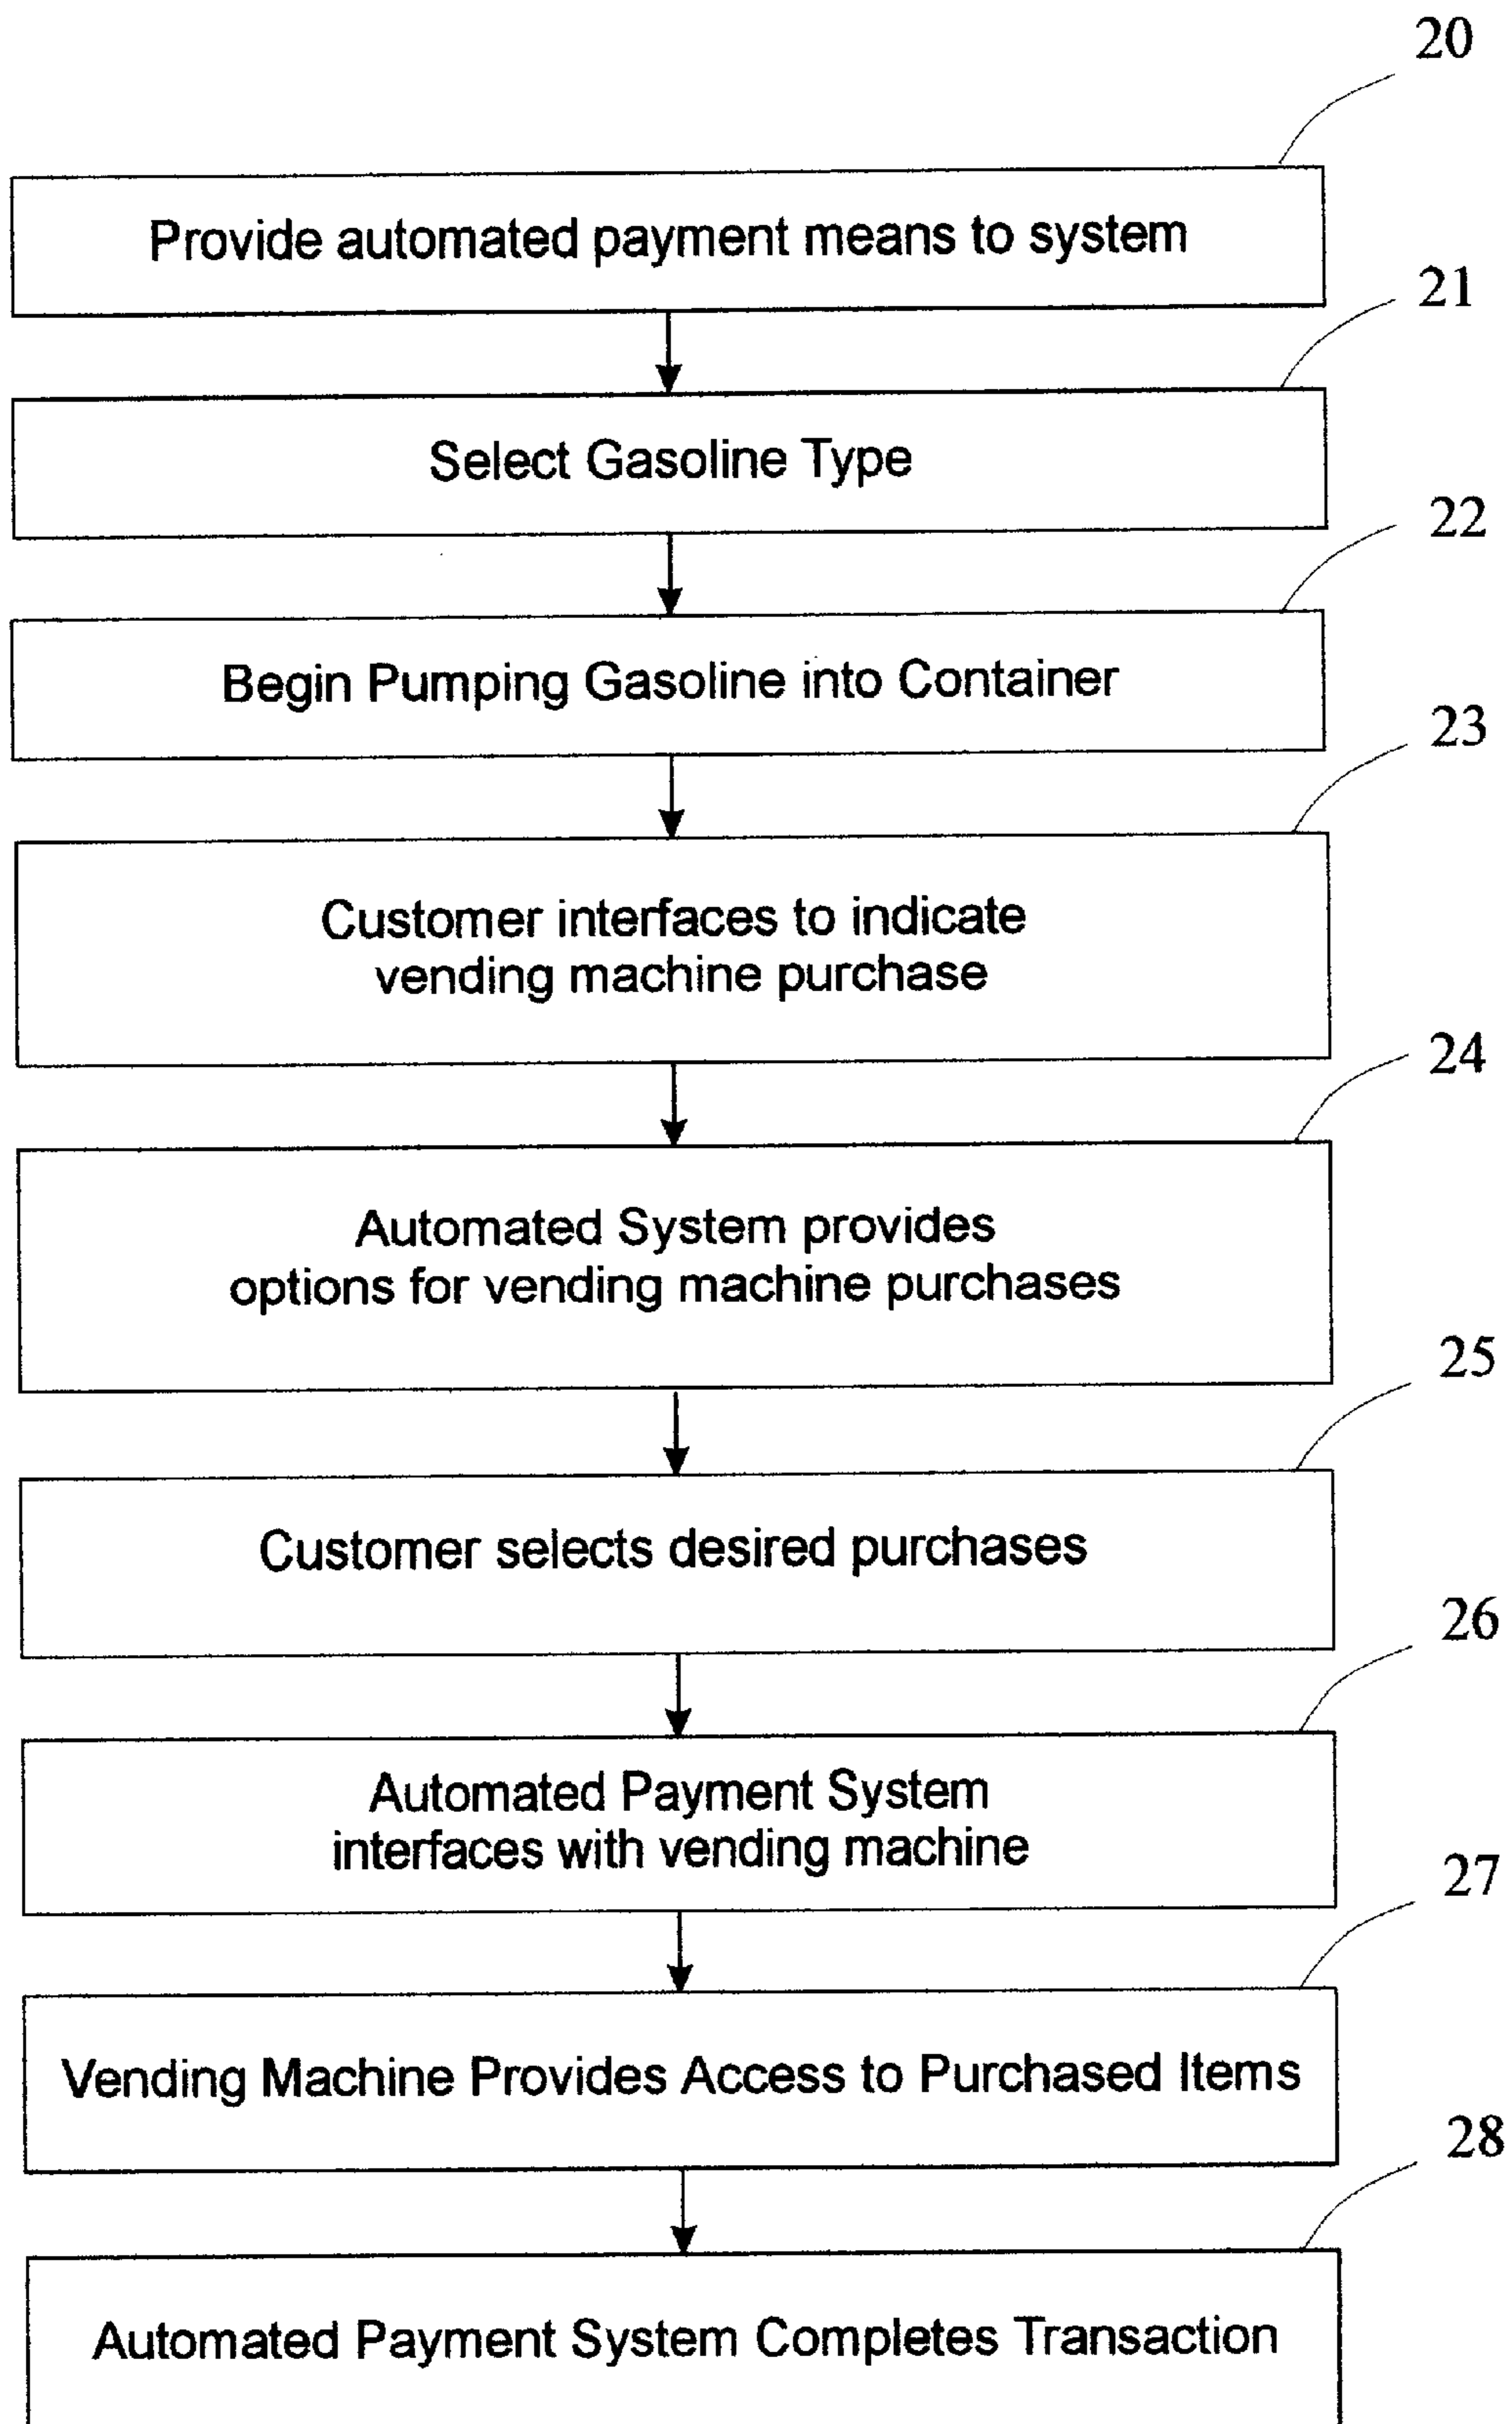 20
Provide automated payment means to system
21
Select Gasoline Type
22
Begin Pumping Gasoline into Container
23
Customer interfaces to indicate
vending machine purchase
24
Automated System provides
options for vending machine purchases
25
Customer selects desired purchases
26
Automated Payment System
interfaces with vending machine
27
Vending Machine Provides Access to Purchased Items
28
Automated Payment System Completes Transaction